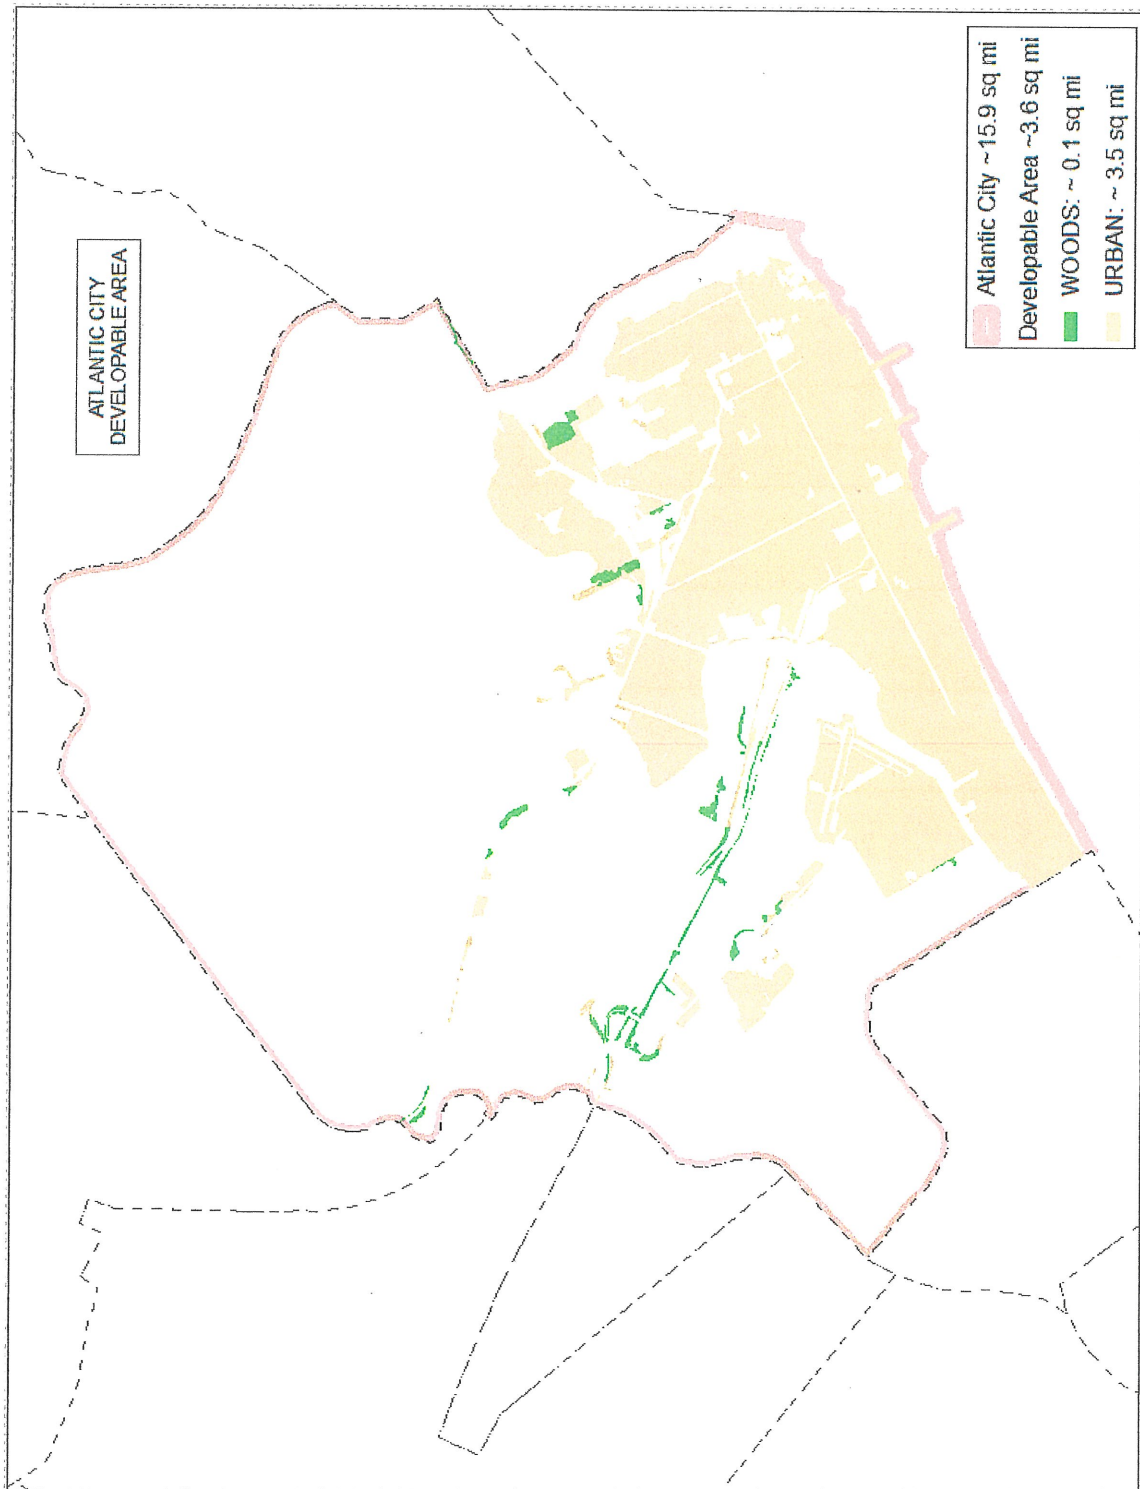 ATLANTIC CITY
DEVELOPABLE AREA
Atlantic City ~15.9 sq mi
Developable Area ~3.6 sq mi
WOODS: ~ 0.1 sq mi
URBAN: ~ 3.5 sq mi